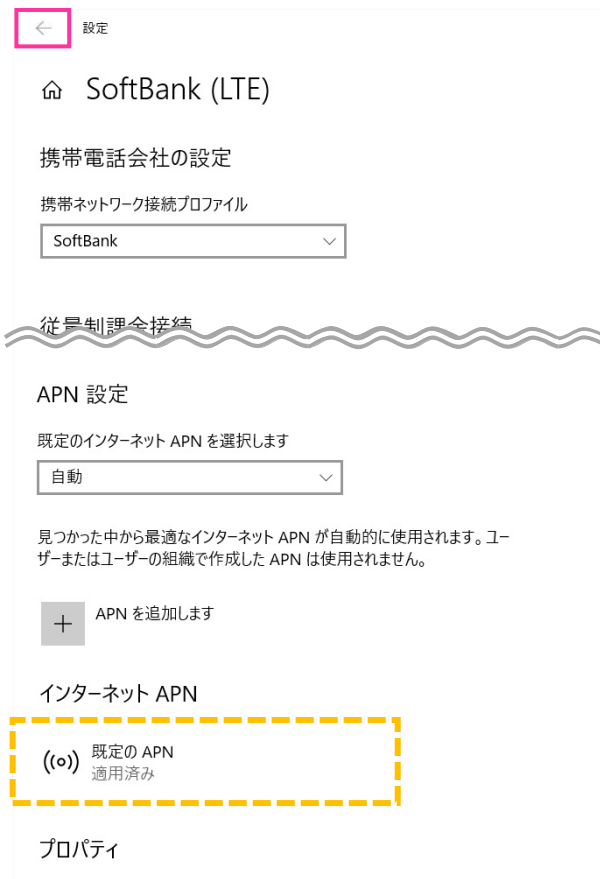 設定
SoftBank (LTE)
携帯電話会社の設定
携帯ネットワーク接続プロファイル
SoftBank
従量制課金接続
APN 設定
既定のインターネット APN を選択します
自動
見つかった中から最適なインターネット APN が自動的に使用されます。ユー
ザーまたはユーザーの組織で作成した APN は使用されません。
APN を追加します
インターネット APN
既定の APN
適用済み
プロパティ